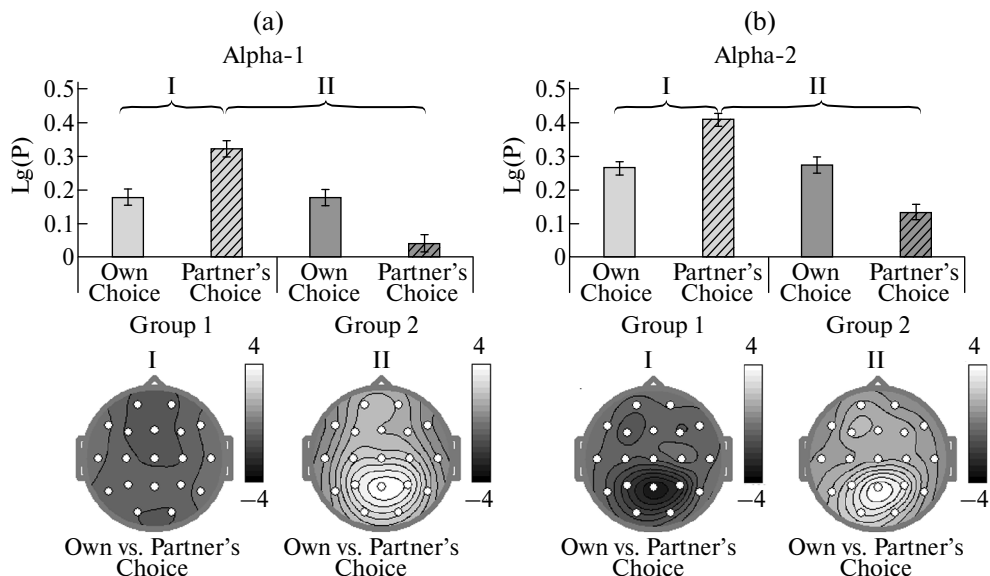 (a)
Alpha-1
I
II
0.5
0.4
0.3
0.2
0.1
0
Lg(P)
Own
Choice
Partner's
Choice
Own
Choice
Partner's
Choice
Group 1
Group 2
I
4
−4
II
4
−4
Own vs. Partner's
Choice
Own vs. Partner's
Choice
(b)
Alpha-2
I
II
0.5
0.4
0.3
0.2
0.1
0
Lg(P)
Own
Choice
Partner's
Choice
Own
Choice
Partner's
Choice
Group 1
Group 2
I
4
−4
II
4
−4
Own vs. Partner's
Choice
Own vs. Partner's
Choice